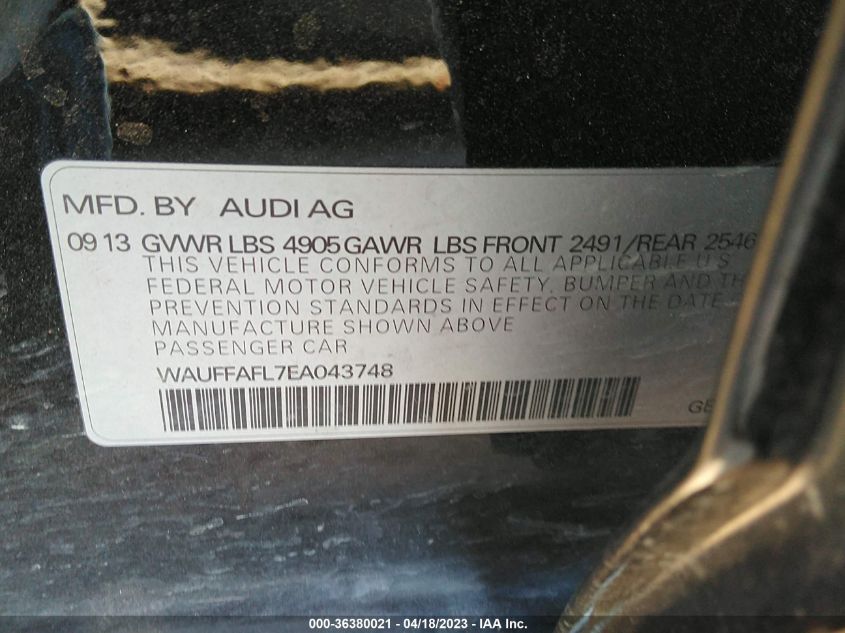 MFD. BY AUDI AG
09 13 GVWR LBS 4905 GAWR LBS FRONT 2491/REAR 2546
THIS VEHICLE CONFORMS TO ALL APPLICABLE U S
FEDERAL MOTOR VEHICLE SAFETY, BUMPER AND TH
PREVENTION STANDARDS IN EFFECT ON THE DATE
MANUFACTURE SHOWN ABOVE
PASSENGER CAR
WAUFFAFL7EA043748
GE
000-36380021 - 04/18/2023 - IAA Inc.